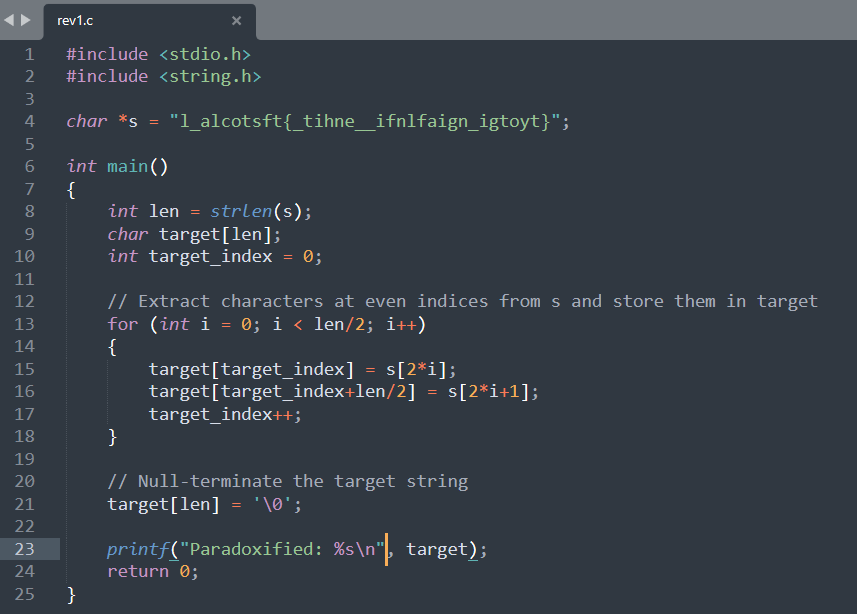 rev1.c ×
1 #include <stdio.h>
2 #include <string.h>
3
4 char *s = "l_alcotsft{_tihne__ifnlfaign_igtoyt}";
5
6 int main()
7 {
8     int len = strlen(s);
9     char target[len];
10     int target_index = 0;
11
12     // Extract characters at even indices from s and store them in target
13     for (int i = 0; i < len/2; i++)
14     {
15         target[target_index] = s[2*i];
16         target[target_index+len/2] = s[2*i+1];
17         target_index++;
18     }
19
20     // Null-terminate the target string
21     target[len] = '\0';
22
23     printf("Paradoxified: %s\n", target);
24     return 0;
25 }